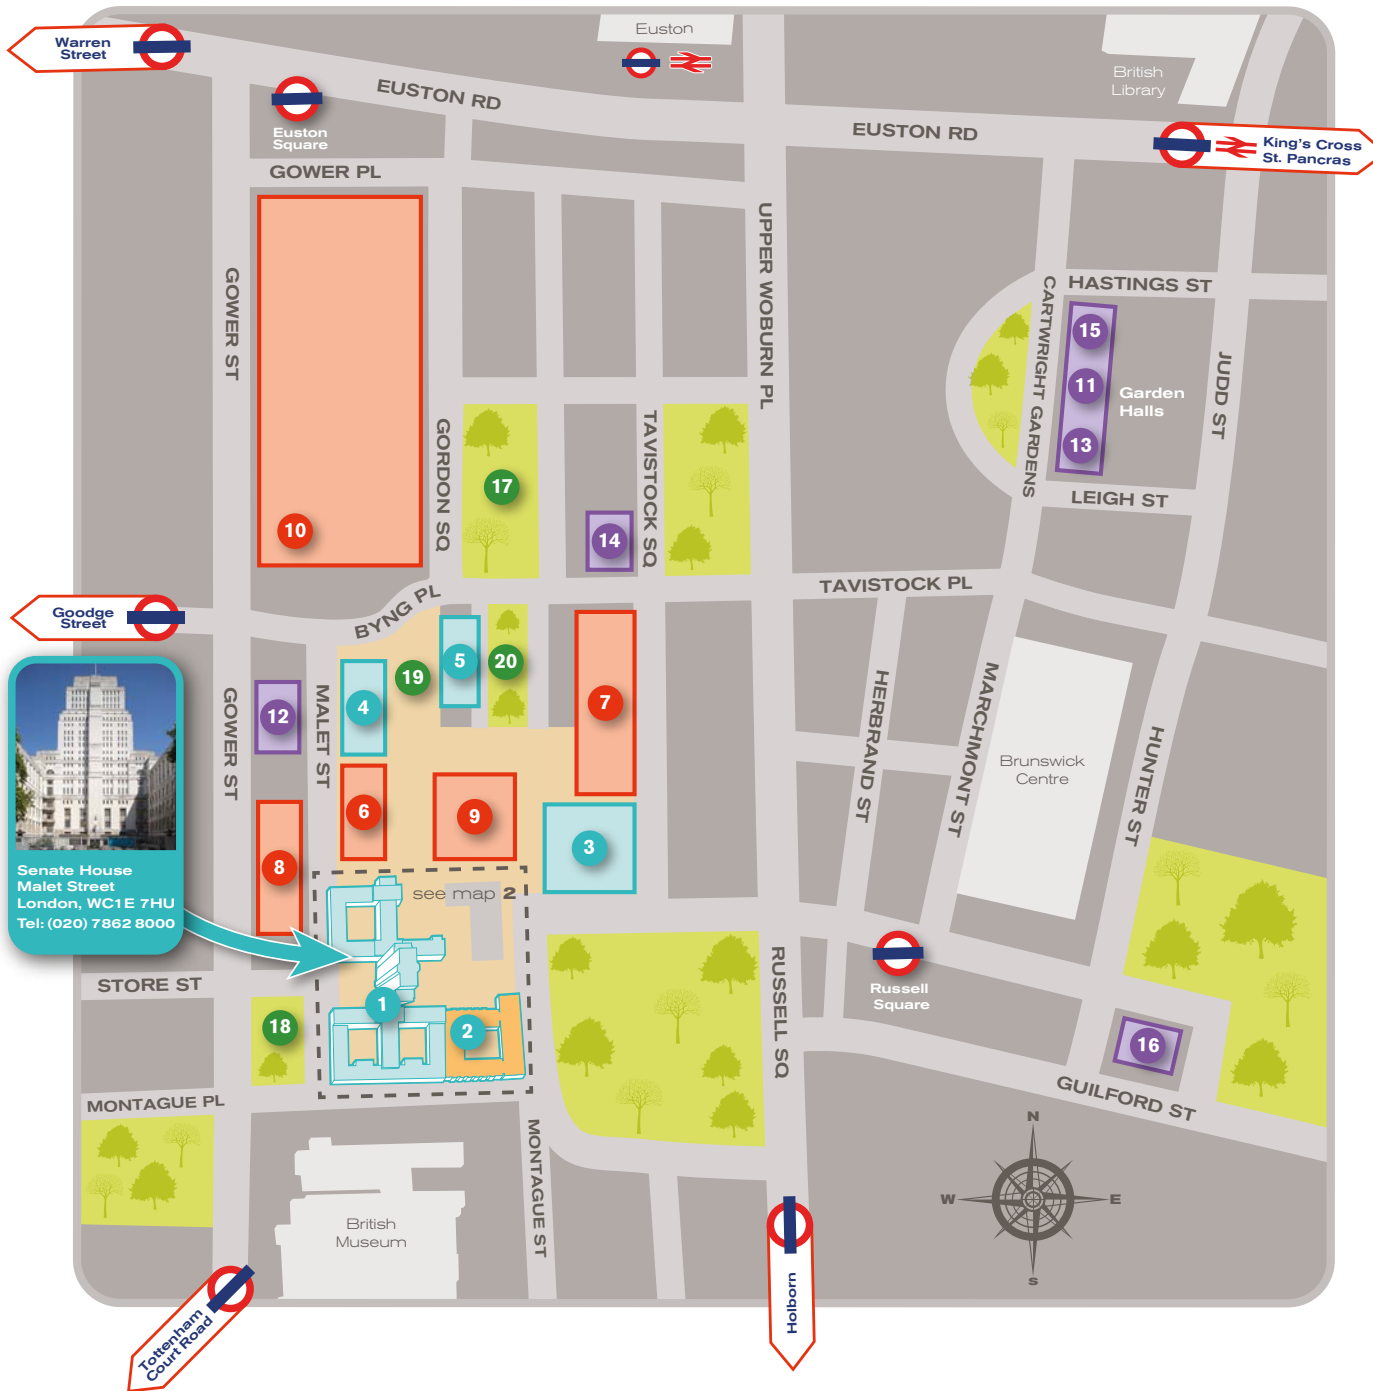 Warren
Street
Euston
EUSTON RD
British
Library
Euston
Square
EUSTON RD
King's Cross
St. Pancras
GOWER PL
UPPER WOBURN PL
GOWER ST
CARTWRIGHT GARDENS
HASTINGS ST
15
11
13
Garden
Halls
JUDD ST
GORDON SQ
17
TAVISTOCK SQ
14
10
LEIGH ST
TAVISTOCK PL
BYNG PL
Goodge
Street
5
20
19
4
7
12
GOWER ST
MALET ST
HERBRAND ST
MARCHMONT ST
HUNTER ST
Brunswick
Centre
6
9
3
8
Senate House
Malet Street
London, WC1E 7HU
Tel: (020) 7862 8000
see map 2
STORE ST
1
2
18
RUSSELL SQ
Russell
Square
16
GUILFORD ST
MONTAGUE PL
MONTAGUE ST
British
Museum
N
W
E
S
Holborn
Tottenham
Court Road